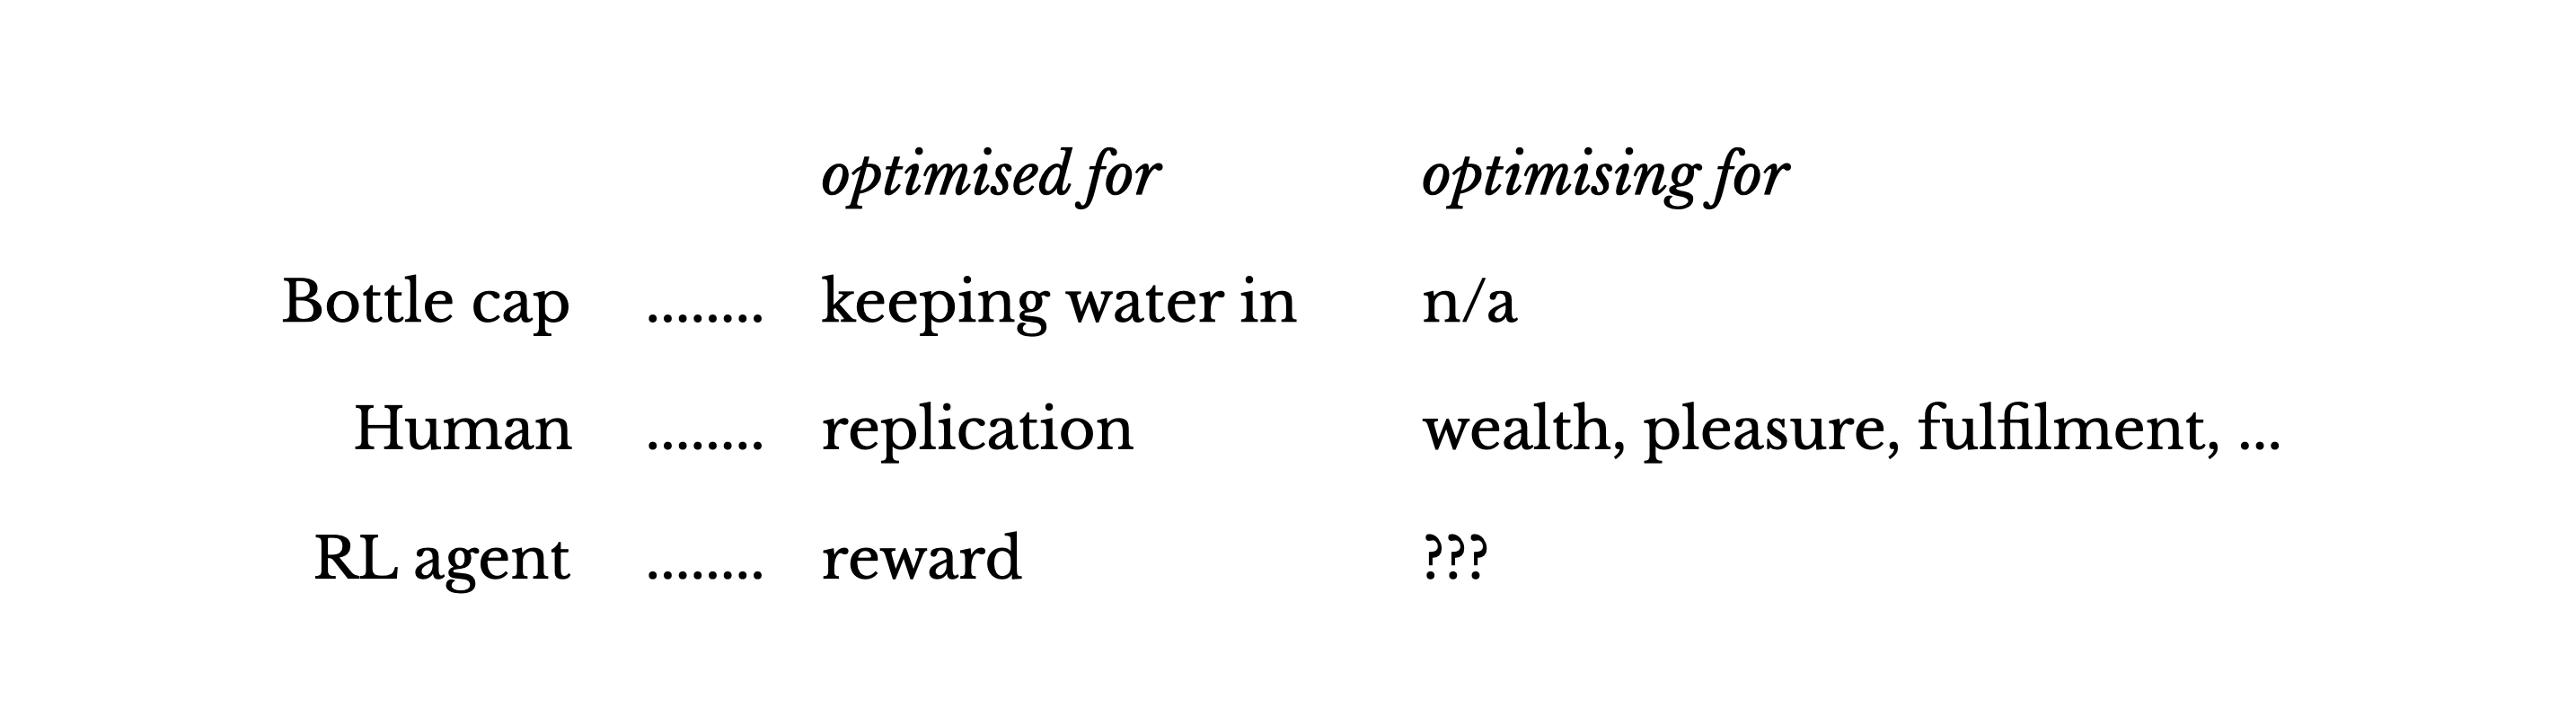 optimised for optimising for
Bottle cap ........ keeping water in n/a
Human ........ replication wealth, pleasure, fulfilment, ...
RL agent ........ reward ???